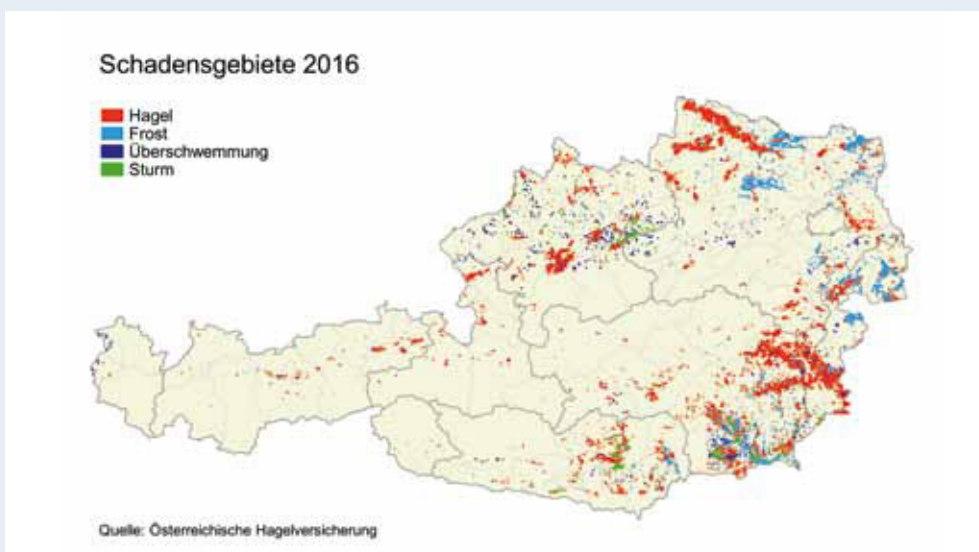 Schadensgebiete 2016
Hagel
Frost
Überschwemmung
Sturm
Quelle: Österreichische Hagelversicherung